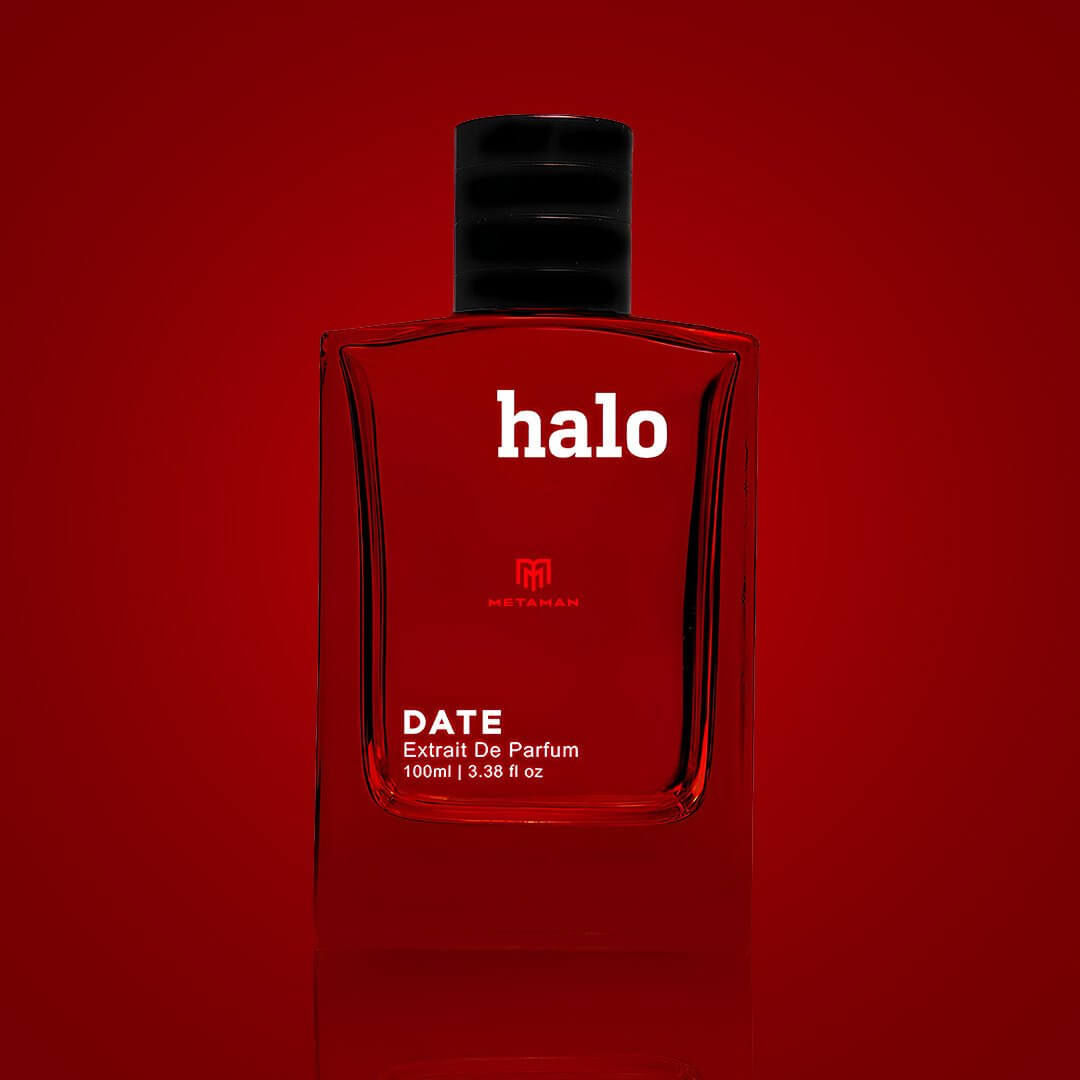 halo
METAMAN
DATE
Extrait De Parfum
100ml | 3.38 fl oz